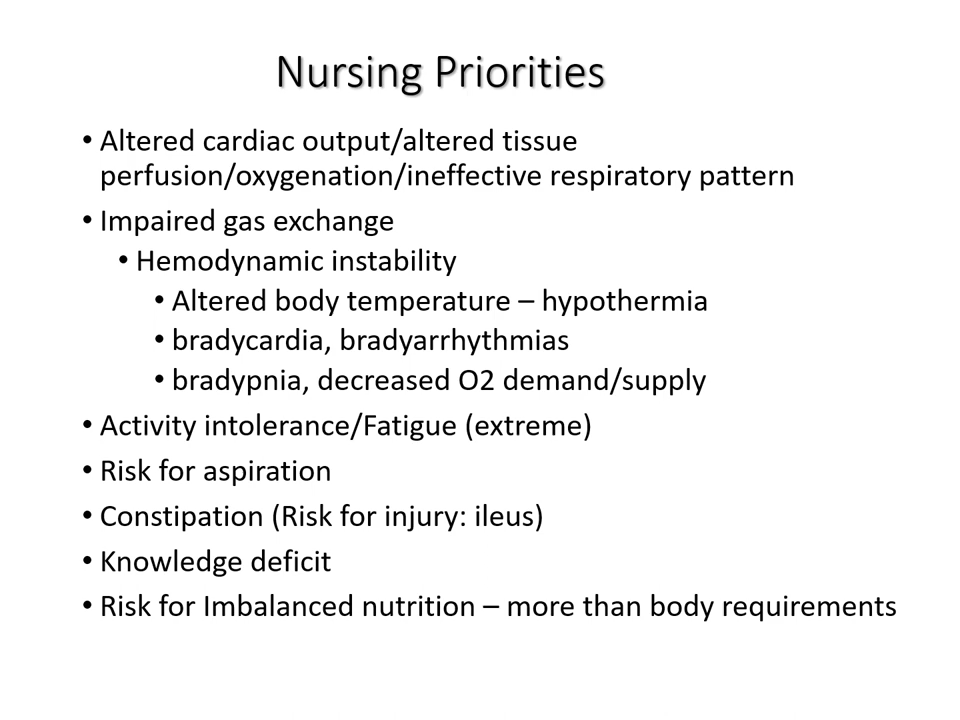 Nursing Priorities
• Altered cardiac output/altered tissue
perfusion/oxygenation/ineffective respiratory pattern
• Impaired gas exchange
• Hemodynamic instability
• Altered body temperature – hypothermia
• bradycardia, bradyarrhythmias
• bradypnia, decreased O2 demand/supply
• Activity intolerance/Fatigue (extreme)
• Risk for aspiration
• Constipation (Risk for injury: ileus)
• Knowledge deficit
• Risk for Imbalanced nutrition – more than body requirements